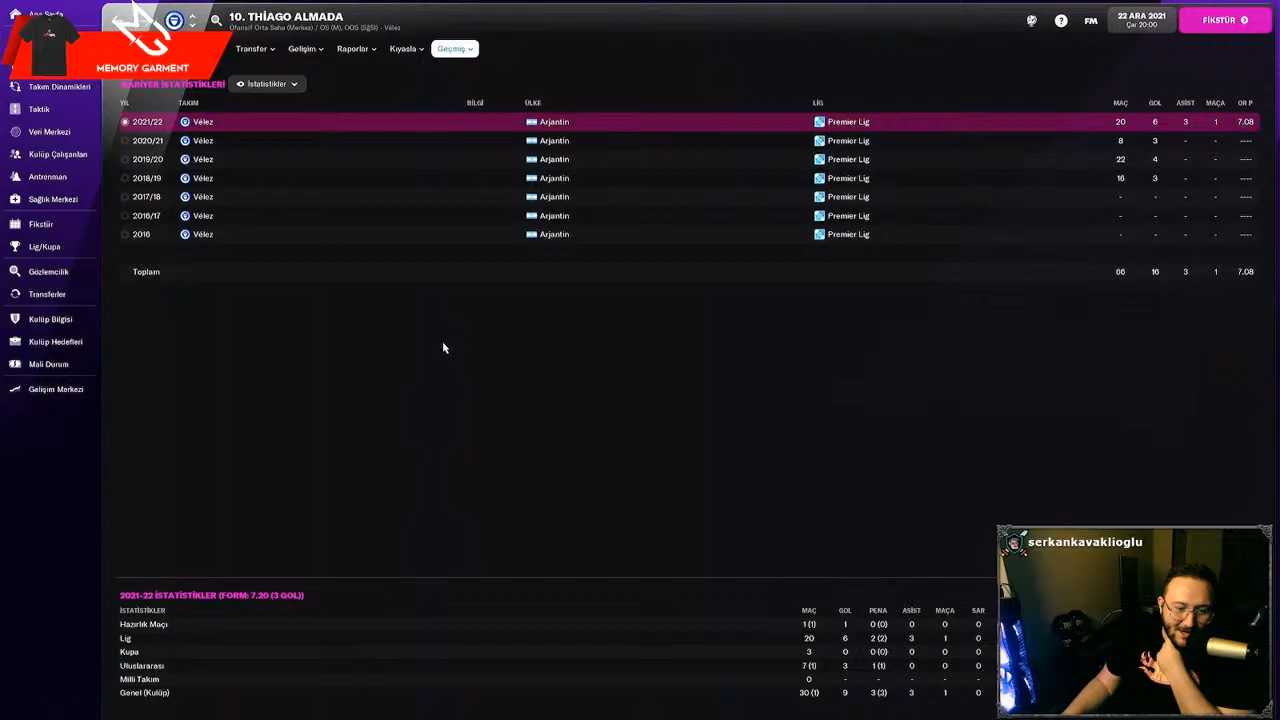 Ana Sayfa
10. THİAGO ALMADA
Ofansif Orta Saha (Merkez) / OS (M), OOS (SğSl) - Vélez
FM
22 ARA 2021
Çar 20:00
FİKSTÜR
MEMORY GARMENT
Transfer
Gelişim
Raporlar
Kıyasla
Geçmiş
KARİYER İSTATİSTİKLERİ
İstatistikler
YIL TAKIM BİLGİ ÜLKE LİG MAÇ GOL ASİST MAÇA OR P
2021/22 Vélez Arjantin Premier Lig 20 6 3 1 7.08
2020/21 Vélez Arjantin Premier Lig 8 3 - - ----
2019/20 Vélez Arjantin Premier Lig 22 4 - - ----
2018/19 Vélez Arjantin Premier Lig 16 3 - - ----
2017/18 Vélez Arjantin Premier Lig - - - - ----
2016/17 Vélez Arjantin Premier Lig - - - - ----
2016 Vélez Arjantin Premier Lig - - - - ----
Toplam 66 16 3 1 7.08
Takım Dinamikleri
Taktik
Veri Merkezi
Kulüp Çalışanları
Antrenman
Sağlık Merkezi
Fikstür
Lig/Kupa
Gözlemcilik
Transferler
Kulüp Bilgisi
Kulüp Hedefleri
Mali Durum
Gelişim Merkezi
serkankavaklioglu
2021-22 İSTATİSTİKLER (FORM: 7.20 (3 GOL))
İSTATİSTİKLER MAÇ GOL PENA ASİST MAÇA SAR
Hazırlık Maçı 1 (1) 1 0 (0) 0 0 0
Lig 20 6 2 (2) 3 1 0
Kupa 3 0 0 (0) 0 0 0
Uluslararası 7 (1) 3 1 (1) 0 0 0
Milli Takım 0 - - - - -
Genel (Kulüp) 30 (1) 9 3 (3) 3 1 0